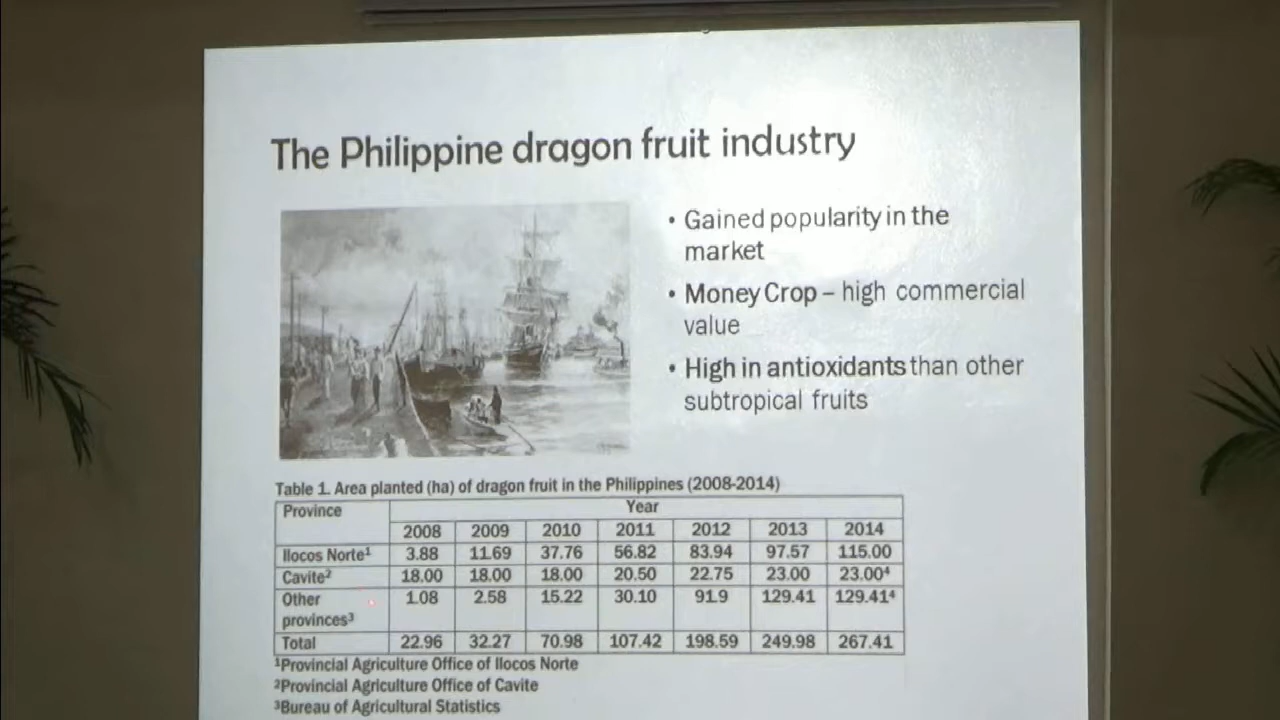 The Philippine dragon fruit industry
• Gained popularity in the
market
• Money Crop – high commercial
value
• High in antioxidants than other
subtropical fruits
Table 1. Area planted (ha) of dragon fruit in the Philippines (2008-2014)
Province Year
2008 2009 2010 2011 2012 2013 2014
Ilocos Norte¹ 3.88 11.69 37.76 56.82 83.94 97.57 115.00
Cavite² 18.00 18.00 18.00 20.50 22.75 23.00 23.00⁴
Other 1.08 2.58 15.22 30.10 91.9 129.41 129.41⁴
provinces³
Total 22.96 32.27 70.98 107.42 198.59 249.98 267.41
¹Provincial Agriculture Office of Ilocos Norte
²Provincial Agriculture Office of Cavite
³Bureau of Agricultural Statistics